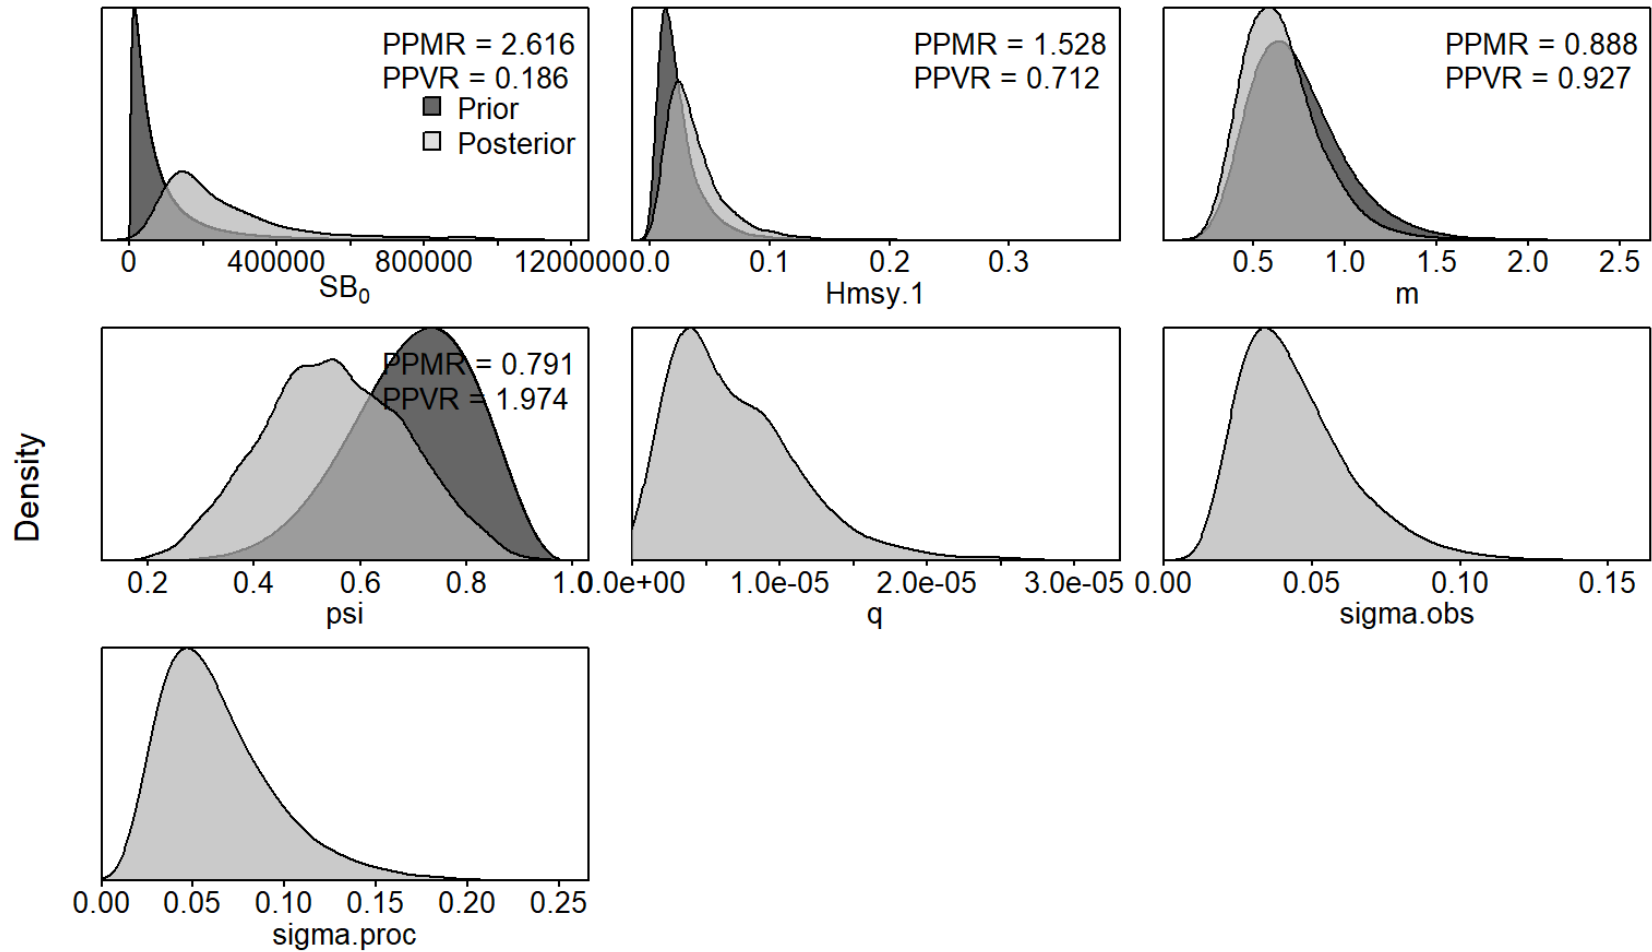 PPMR = 2.616
PPVR = 0.186
Prior
Posterior
0 400000 800000 1200000
SB₀
PPMR = 1.528
PPVR = 0.712
0.0 0.1 0.2 0.3
Hmsy.1
PPMR = 0.888
PPVR = 0.927
0.5 1.0 1.5 2.0 2.5
m
Density
PPMR = 0.791
PPVR = 1.974
0.2 0.4 0.6 0.8 1.0
psi
0.0e+00 1.0e-05 2.0e-05 3.0e-05
q
0.00 0.05 0.10 0.15
sigma.obs
0.00 0.05 0.10 0.15 0.20 0.25
sigma.proc